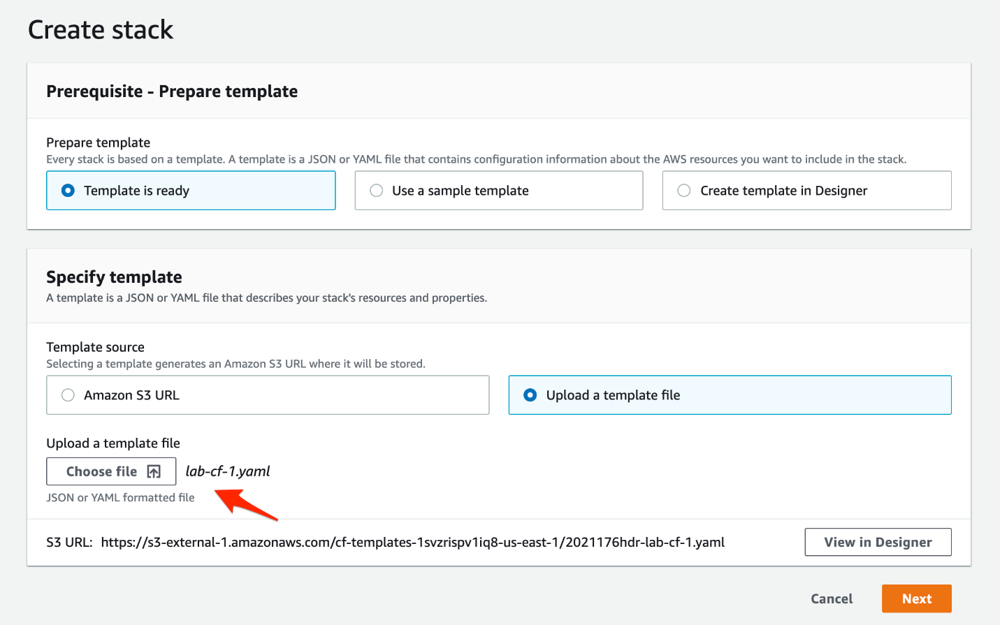 Create stack
Prerequisite - Prepare template
Prepare template
Every stack is based on a template. A template is a JSON or YAML file that contains configuration information about the AWS resources you want to include in the stack.
Template is ready
Use a sample template
Create template in Designer
Specify template
A template is a JSON or YAML file that describes your stack's resources and properties.
Template source
Selecting a template generates an Amazon S3 URL where it will be stored.
Amazon S3 URL
Upload a template file
Upload a template file
Choose file
lab-cf-1.yaml
JSON or YAML formatted file
S3 URL: https://s3-external-1.amazonaws.com/cf-templates-1svzrispv1iq8-us-east-1/2021176hdr-lab-cf-1.yaml
View in Designer
Cancel
Next